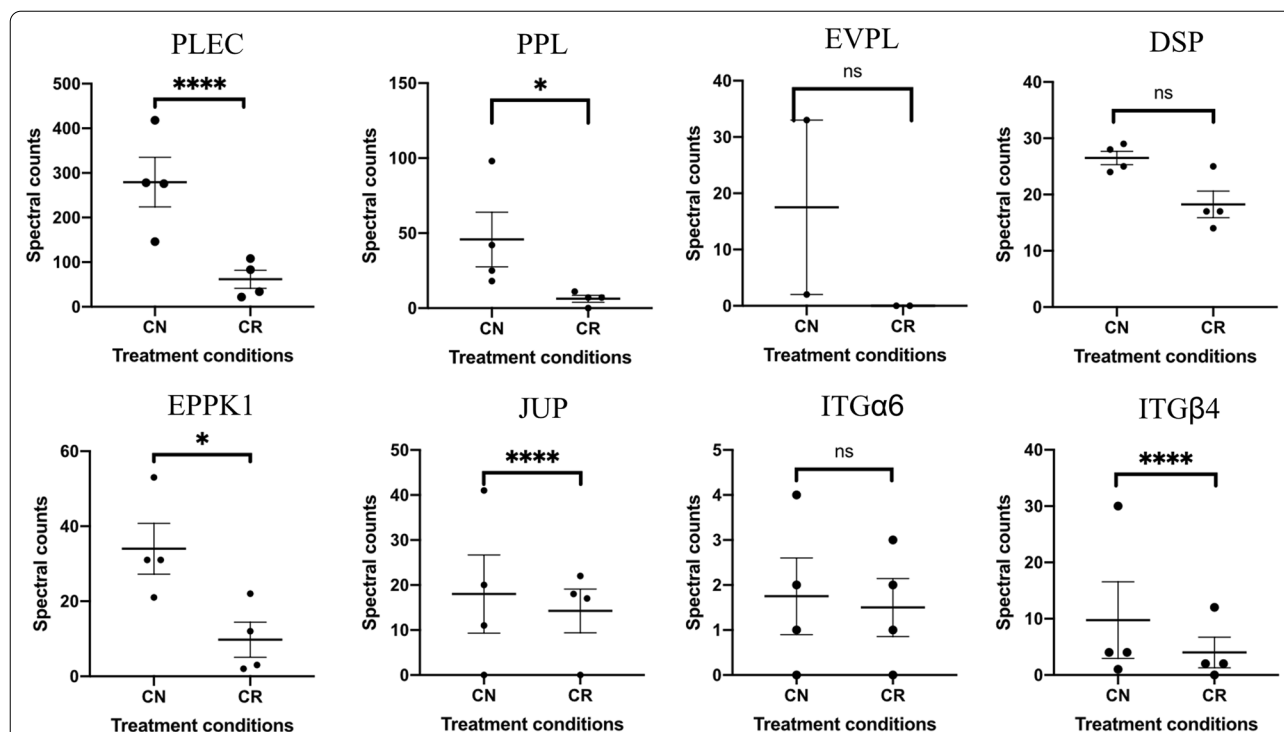 PLEC
PPL
EVPL
DSP
500
400
300
200
100
0
Spectral counts
****
CN
CR
Treatment conditions
150
100
50
0
Spectral counts
*
CN
CR
Treatment conditions
40
30
20
10
0
Spectral counts
ns
CN
CR
Treatment conditions
40
30
20
10
0
Spectral counts
ns
CN
CR
Treatment conditions
EPPK1
JUP
ITGα6
ITGβ4
60
40
20
0
Spectral counts
*
CN
CR
Treatment conditions
50
40
30
20
10
0
Spectral counts
****
CN
CR
Treatment conditions
5
4
3
2
1
0
Spectral counts
ns
CN
CR
Treatment conditions
40
30
20
10
0
Spectral counts
****
CN
CR
Treatment conditions